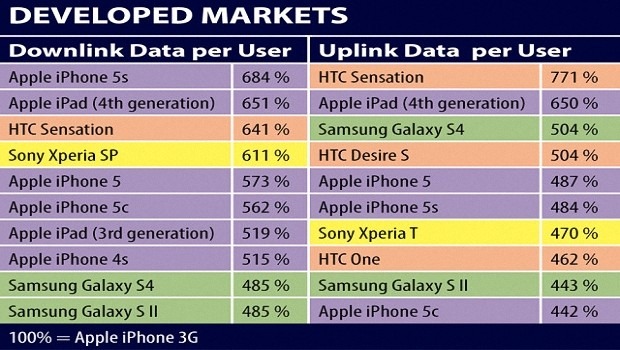 DEVELOPED MARKETS
Downlink Data per User Uplink Data per User
Apple iPhone 5s 684 % HTC Sensation 771 %
Apple iPad (4th generation) 651 % Apple iPad (4th generation) 650 %
HTC Sensation 641 % Samsung Galaxy S4 504 %
Sony Xperia SP 611 % HTC Desire S 504 %
Apple iPhone 5 573 % Apple iPhone 5 487 %
Apple iPhone 5c 562 % Apple iPhone 5s 484 %
Apple iPad (3rd generation) 519 % Sony Xperia T 470 %
Apple iPhone 4s 515 % HTC One 462 %
Samsung Galaxy S4 485 % Samsung Galaxy S II 443 %
Samsung Galaxy S II 485 % Apple iPhone 5c 442 %
100% = Apple iPhone 3G